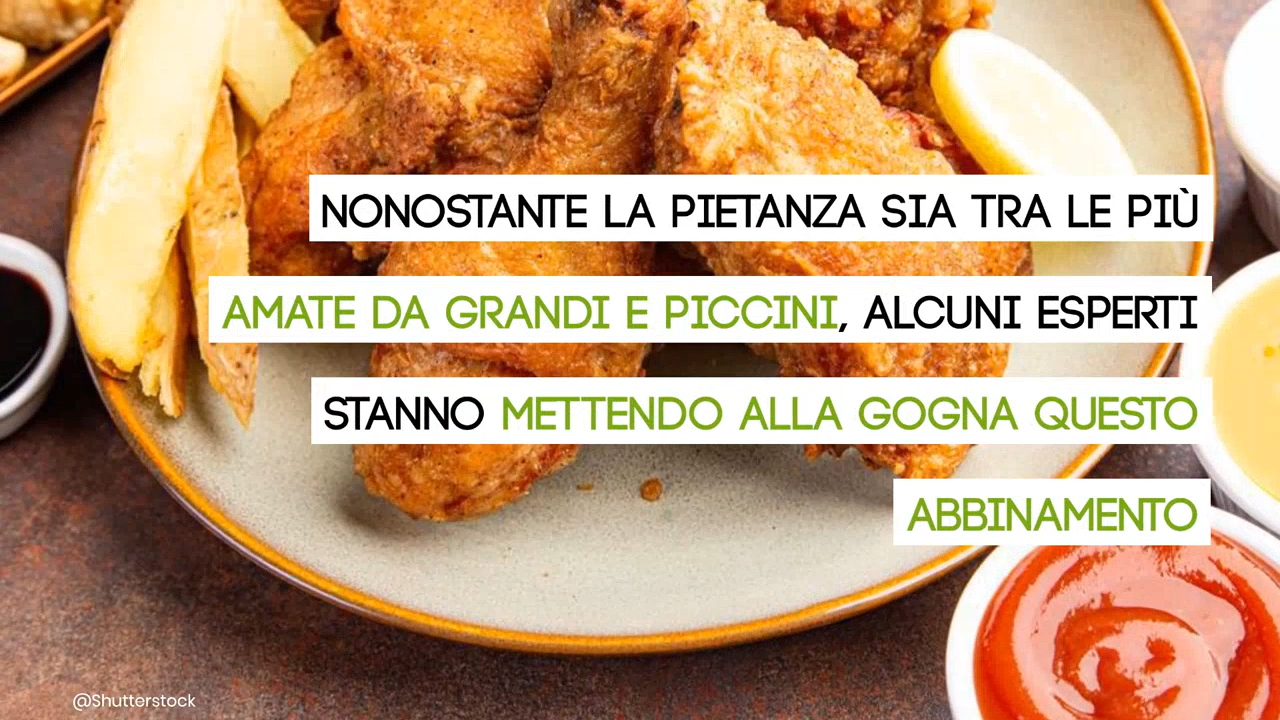 NONOSTANTE LA PIETANZA SIA TRA LE PIÙ
AMATE DA GRANDI E PICCINI, ALCUNI ESPERTI
STANNO METTENDO ALLA GOGNA QUESTO
ABBINAMENTO
@Shutterstock